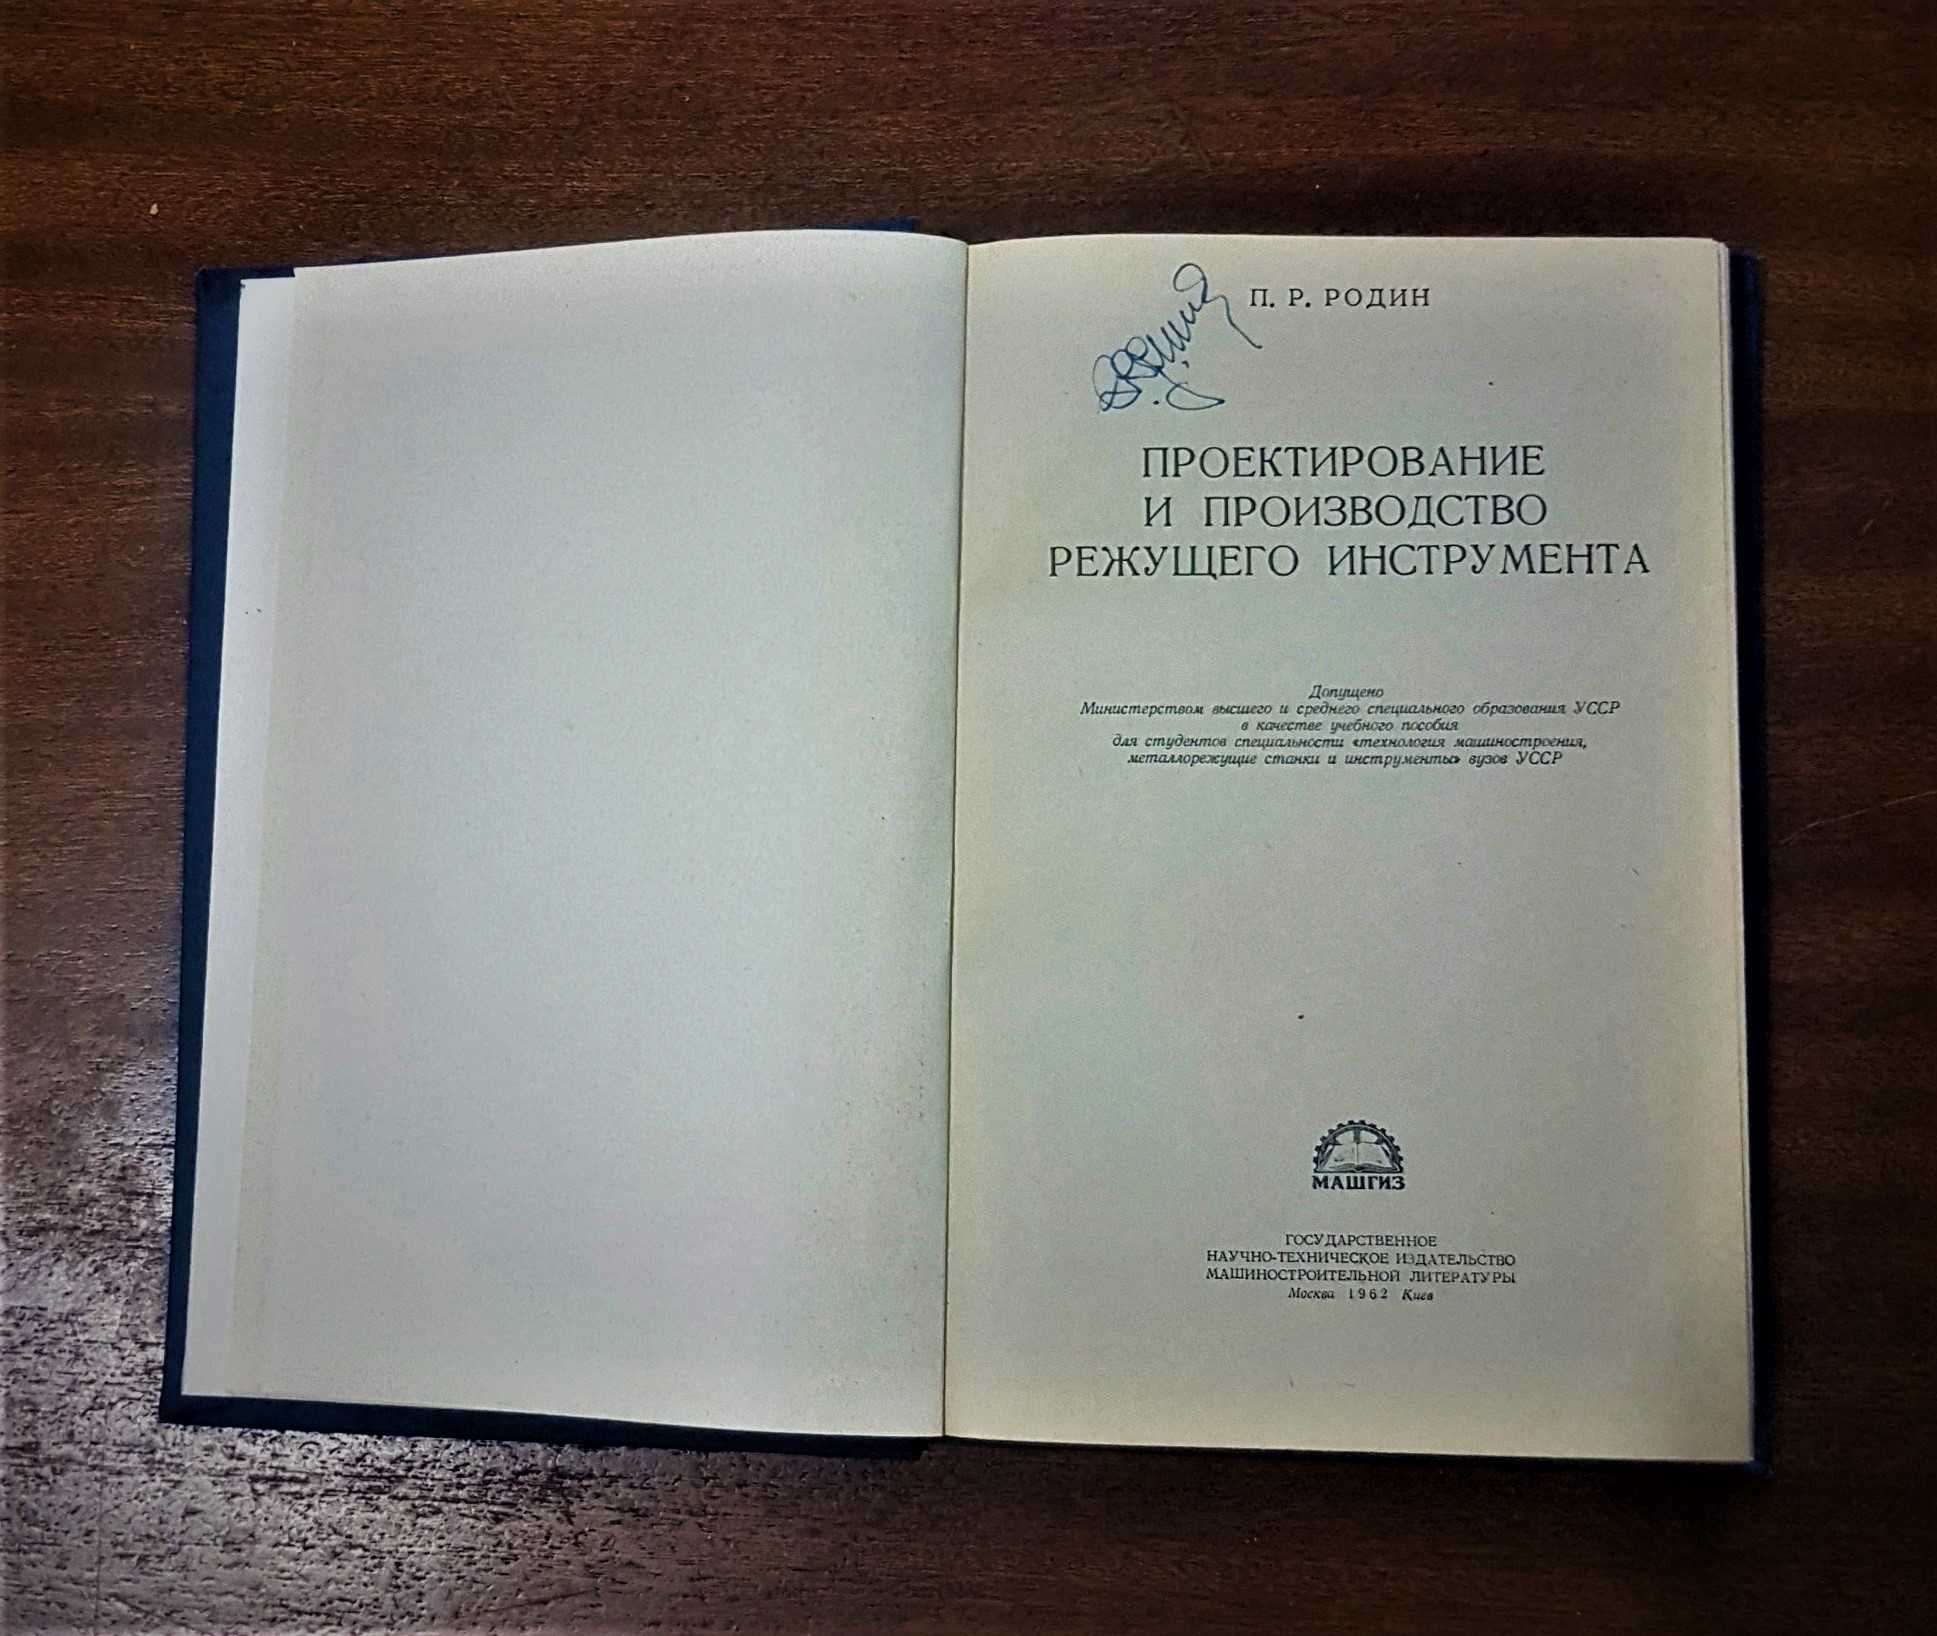 П. Р. РОДИН
ПРОЕКТИРОВАНИЕ
И ПРОИЗВОДСТВО
РЕЖУЩЕГО ИНСТРУМЕНТА
Допущено
Министерством высшего и среднего специального образования УССР
в качестве учебного пособия
для студентов специальности «технология машиностроения,
металлорежущие станки и инструменты» вузов УССР
МАШГИЗ
ГОСУДАРСТВЕННОЕ
НАУЧНО-ТЕХНИЧЕСКОЕ ИЗДАТЕЛЬСТВО
МАШИНОСТРОИТЕЛЬНОЙ ЛИТЕРАТУРЫ
Москва 1962 Киев